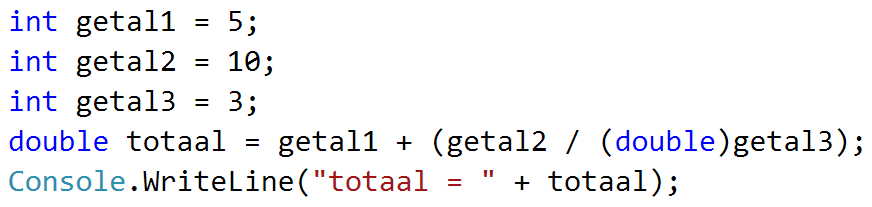 int getal1 = 5;
int getal2 = 10;
int getal3 = 3;
double totaal = getal1 + (getal2 / (double)getal3);
Console.WriteLine("totaal = " + totaal);